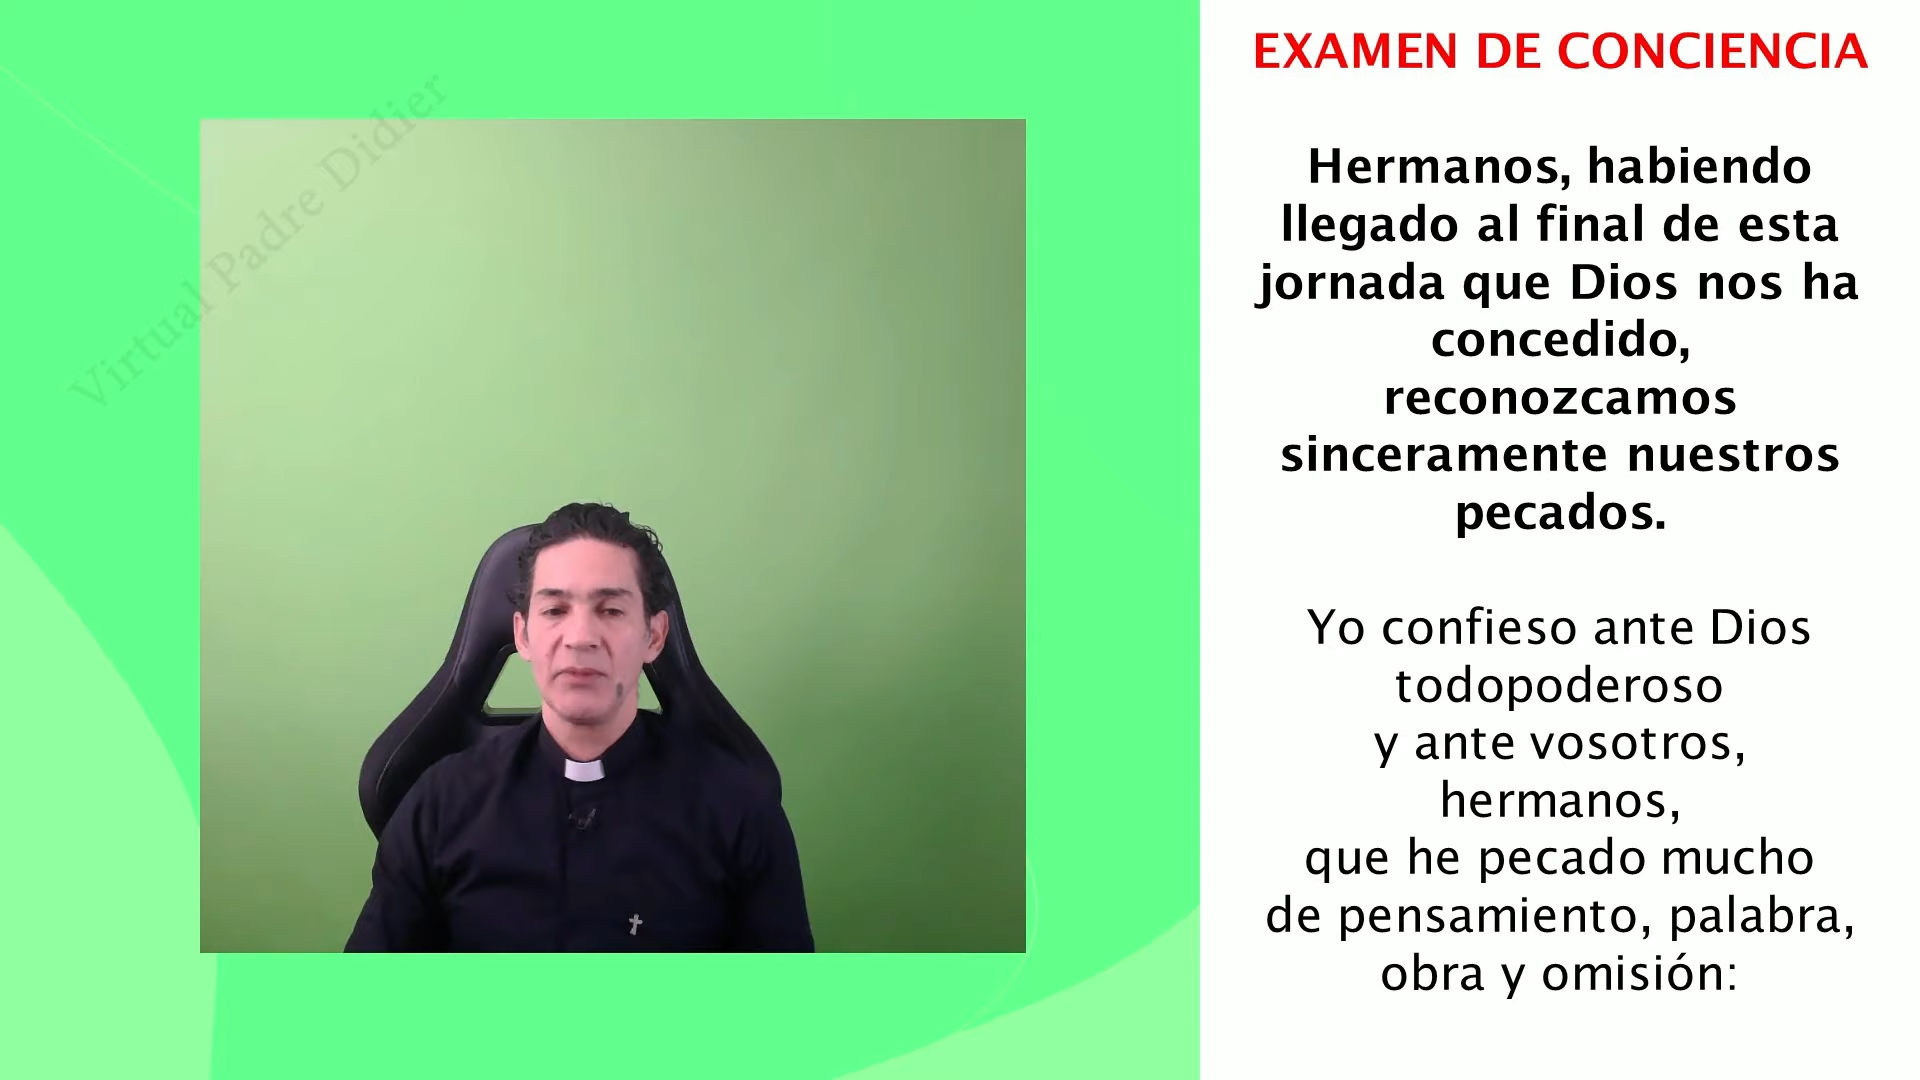 Virtual Padre Didier
EXAMEN DE CONCIENCIA
Hermanos, habiendo
llegado al final de esta
jornada que Dios nos ha
concedido,
reconozcamos
sinceramente nuestros
pecados.
Yo confieso ante Dios
todopoderoso
y ante vosotros,
hermanos,
que he pecado mucho
de pensamiento, palabra,
obra y omisión: